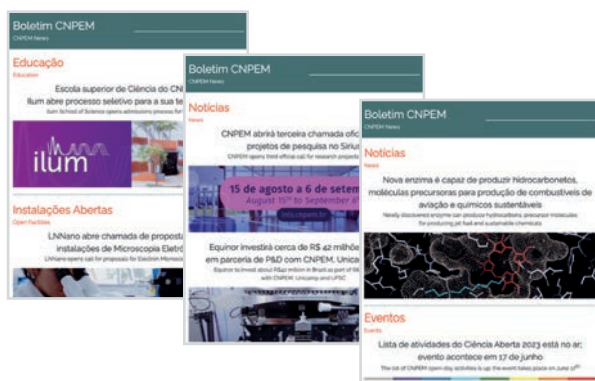 Boletim CNPEM
CNPEM News
Educação
Education
Escola superior de Ciência do CN
Ilum abre processo seletivo para a sua te
Ilum School of Science opens admissions process for
ilum
Instalações Abertas
Open Facilities
LNNano abre chamada de propost
instalações de Microscopia Eletrô
LNNano opens call for proposals for Electron Microsco
Boletim CNPEM
CNPEM News
Notícias
News
CNPEM abrirá terceira chamada ofic
projetos de pesquisa no Sirius
CNPEM opens third official call for research projects
15 de agosto a 6 de setem
August 15th to September 6
Equinor investirá cerca de R$ 42 milhõe
em parceria de P&D com CNPEM, Unica
Equinor to invest about R$42 million in Brazil as part of R&
with CNPEM, Unicamp and UFSC
Boletim CNPEM
CNPEM News
Notícias
News
Nova enzima é capaz de produzir hidrocarbonetos,
moléculas precursoras para produção de combustíveis de
aviação e químicos sustentáveis
Newly discovered enzyme can produce hydrocarbons, precursor molecules
for producing jet fuel and sustainable chemicals
Eventos
Events
Lista de atividades do Ciência Aberta 2023 está no ar;
evento acontece em 17 de junho
The list of CNPEM open day activities is up; the event takes place on June 17th